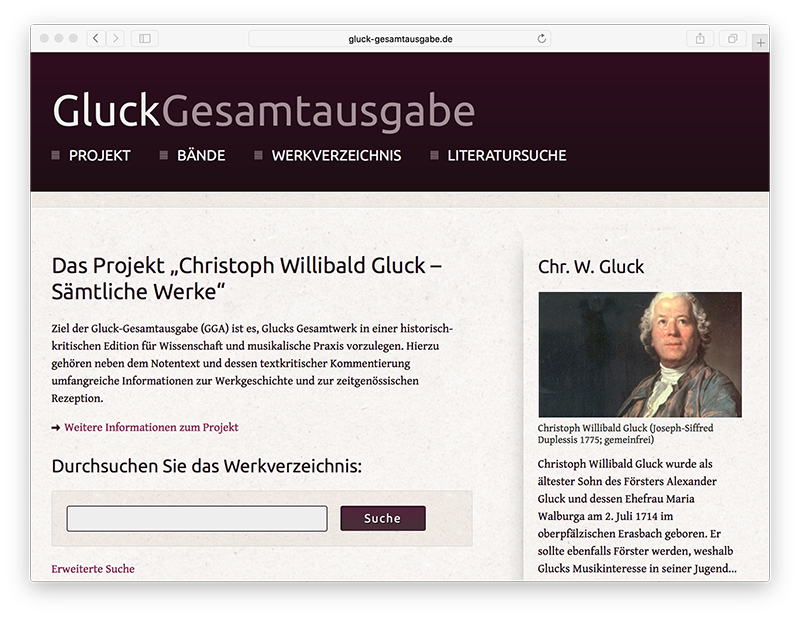 gluck-gesamtausgabe.de
GluckGesamtausgabe
PROJEKT BÄNDE WERKVERZEICHNIS LITERATURSUCHE
Das Projekt „Christoph Willibald Gluck –
Sämtliche Werke“
Ziel der Gluck-Gesamtausgabe (GGA) ist es, Glucks Gesamtwerk in einer historisch-
kritischen Edition für Wissenschaft und musikalische Praxis vorzulegen. Hierzu
gehören neben dem Notentext und dessen textkritischer Kommentierung
umfangreiche Informationen zur Werkgeschichte und zur zeitgenössischen
Rezeption.
➞ Weitere Informationen zum Projekt
Durchsuchen Sie das Werkverzeichnis:
Suche
Erweiterte Suche
Chr. W. Gluck
Christoph Willibald Gluck (Joseph-Siffred
Duplessis 1775; gemeinfrei)
Christoph Willibald Gluck wurde als
ältester Sohn des Försters Alexander
Gluck und dessen Ehefrau Maria
Walburga am 2. Juli 1714 im
oberpfälzischen Erasbach geboren. Er
sollte ebenfalls Förster werden, weshalb
Glucks Musikinteresse in seiner Jugend...